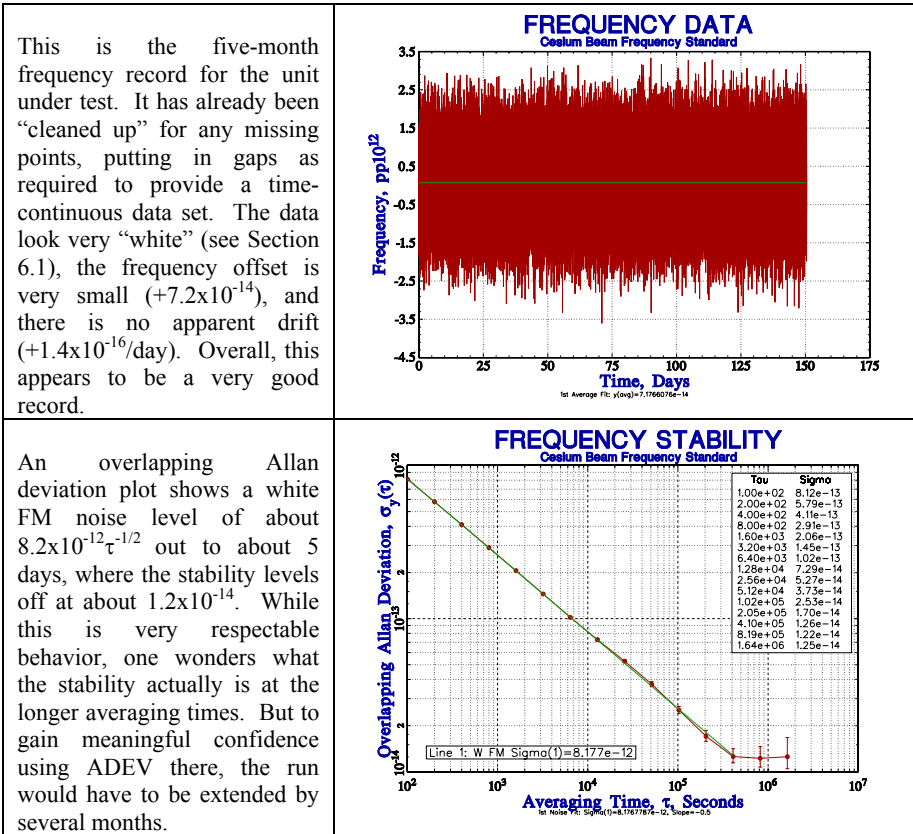 This is the five-month
frequency record for the unit
under test. It has already been
“cleaned up” for any missing
points, putting in gaps as
required to provide a time-
continuous data set. The data
look very “white” (see Section
6.1), the frequency offset is
very small (+7.2x10⁻¹⁴), and
there is no apparent drift
(+1.4x10⁻¹⁶/day). Overall, this
appears to be a very good
record.
FREQUENCY DATA
Cesium Beam Frequency Standard
Frequency, pp10¹²
3.5
2.5
1.5
0.5
-0.5
-1.5
-2.5
-3.5
-4.5
0 25 50 75 100 125 150 175
Time, Days
1st Average Fit: y(avg)=7.1766076e-14
An overlapping Allan
deviation plot shows a white
FM noise level of about
8.2x10⁻¹²τ⁻¹/² out to about 5
days, where the stability levels
off at about 1.2x10⁻¹⁴. While
this is very respectable
behavior, one wonders what
the stability actually is at the
longer averaging times. But to
gain meaningful confidence
using ADEV there, the run
would have to be extended by
several months.
FREQUENCY STABILITY
Cesium Beam Frequency Standard
Overlapping Allan Deviation, σy(τ)
10⁻¹²
2
10⁻¹³
2
10⁻¹⁴
Tau Sigma
1.00e+02 8.12e-13
2.00e+02 5.79e-13
4.00e+02 4.11e-13
8.00e+02 2.91e-13
1.60e+03 2.06e-13
3.20e+03 1.45e-13
6.40e+03 1.02e-13
1.28e+04 7.29e-14
2.56e+04 5.27e-14
5.12e+04 3.73e-14
1.02e+05 2.53e-14
2.05e+05 1.70e-14
4.10e+05 1.26e-14
8.19e+05 1.22e-14
1.64e+06 1.25e-14
Line 1: W FM Sigma(1)=8.177e-12
10² 10³ 10⁴ 10⁵ 10⁶ 10⁷
Averaging Time, τ, Seconds
1st Noise Fit: Sigma(1)=8.1767787e-12, Slope=-0.5